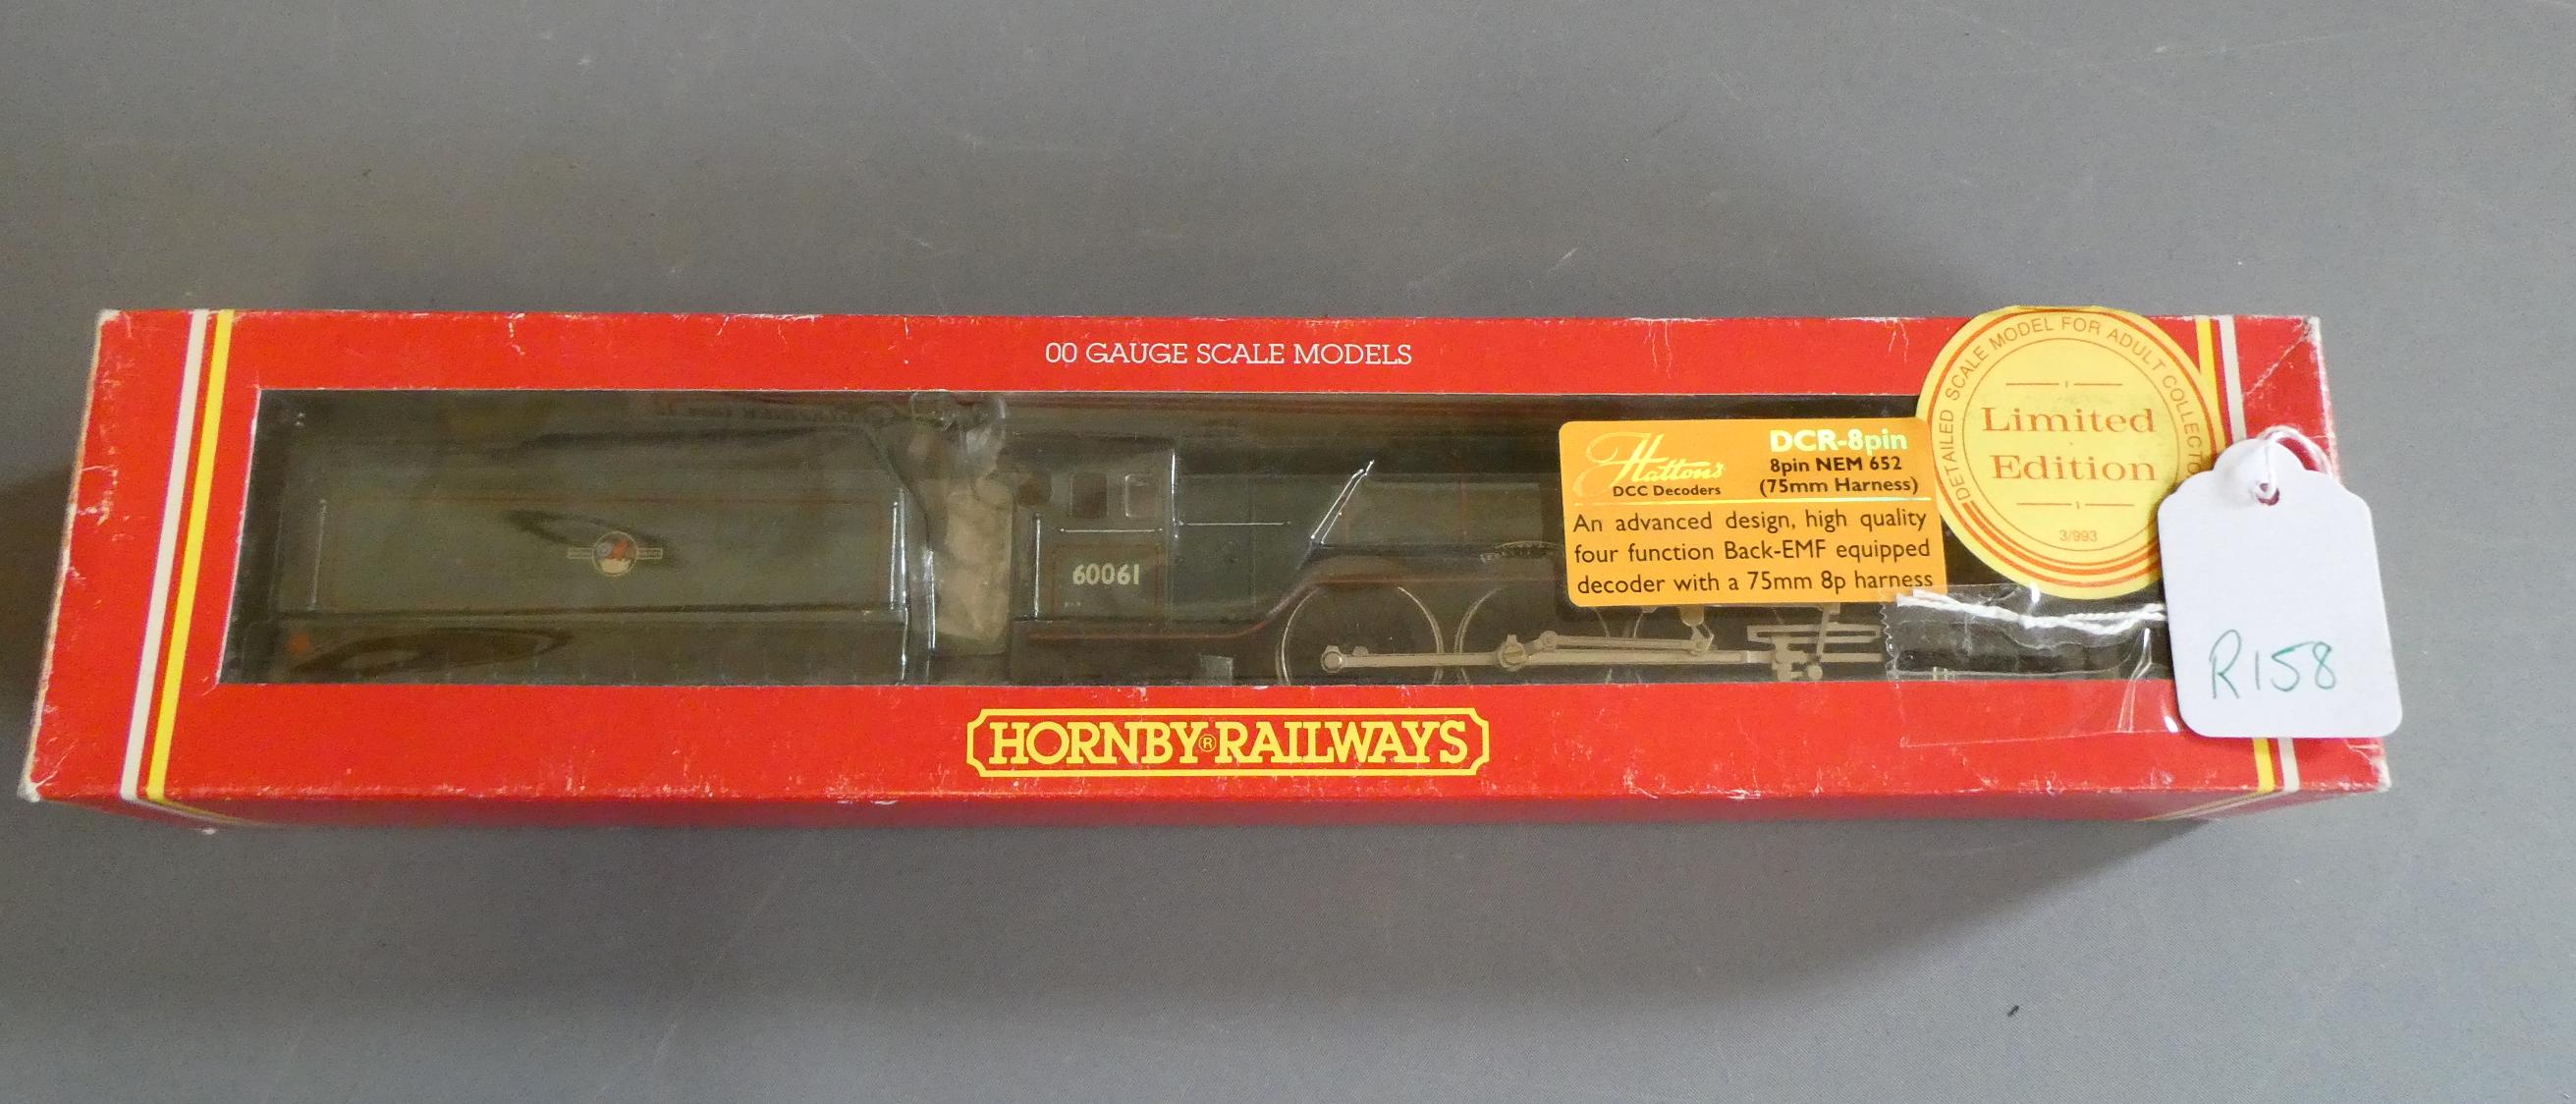 00 GAUGE SCALE MODELS
60061
Hatton's
DCC Decoders
DCR-8pin
8pin NEM 652
(75mm Harness)
An advanced design, high quality
four function Back-EMF equipped
decoder with a 75mm 8p harness
DETAILED SCALE MODEL FOR ADULT COLLECTO
Limited
Edition
3/993
R158
HORNBY® RAILWAYS